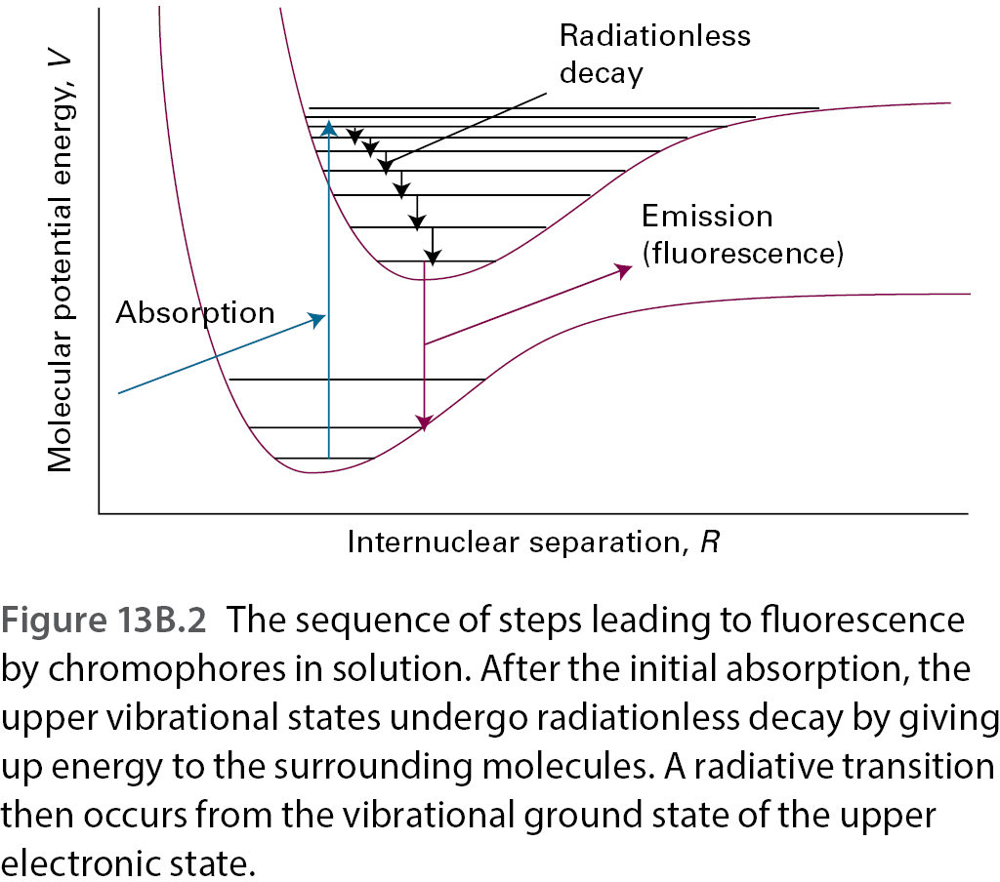 Molecular potential energy, V
Radiationless
decay
Emission
(fluorescence)
Absorption
Internuclear separation, R
Figure 13B.2 The sequence of steps leading to fluorescence
by chromophores in solution. After the initial absorption, the
upper vibrational states undergo radiationless decay by giving
up energy to the surrounding molecules. A radiative transition
then occurs from the vibrational ground state of the upper
electronic state.